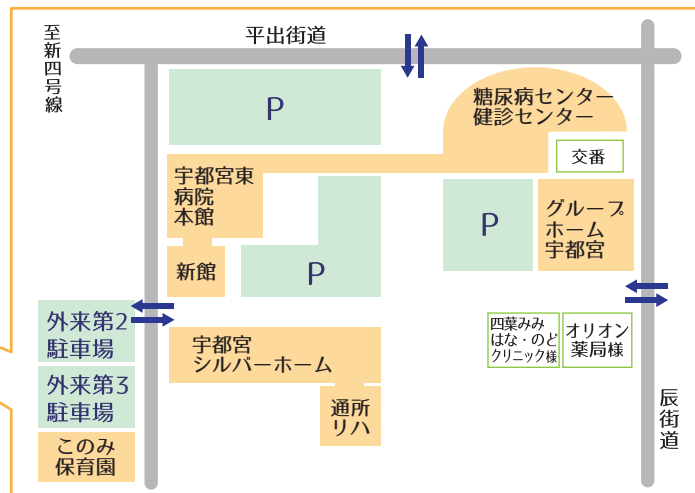 至新四号線
平出街道
P
糖尿病センター
健診センター
交番
宇都宮東
病院
本館
P
P
グループ
ホーム
宇都宮
新館
外来第2
駐車場
宇都宮
シルバーホーム
四葉みみ
はな・のど
クリニック様
オリオン
薬局様
外来第3
駐車場
通所
リハ
辰街道
このみ
保育園